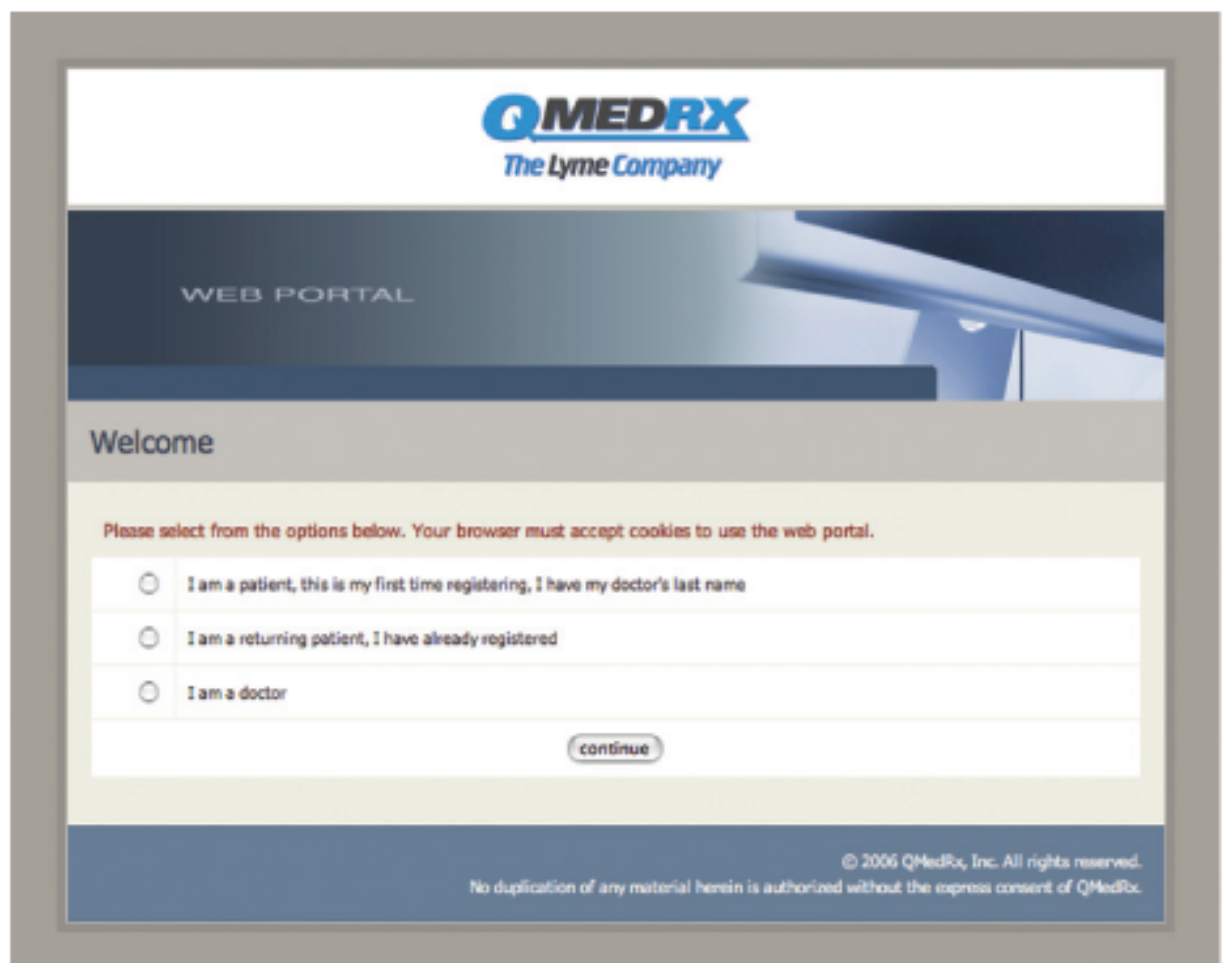 QMEDRX
The Lyme Company
WEB PORTAL
Welcome
Please select from the options below. Your browser must accept cookies to use the web portal.
I am a patient, this is my first time registering, I have my doctor's last name
I am a returning patient, I have already registered
I am a doctor
continue
© 2006 QMedRx, Inc. All rights reserved.
No duplication of any material herein is authorized without the express consent of QMedRx.